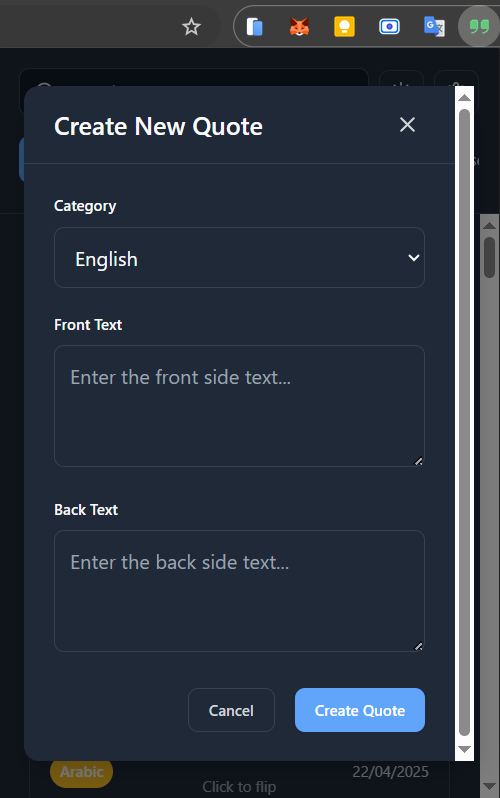 Create New Quote
Category
English
Front Text
Enter the front side text...
Back Text
Enter the back side text...
Cancel
Create Quote
Arabic
22/04/2025
Click to flip